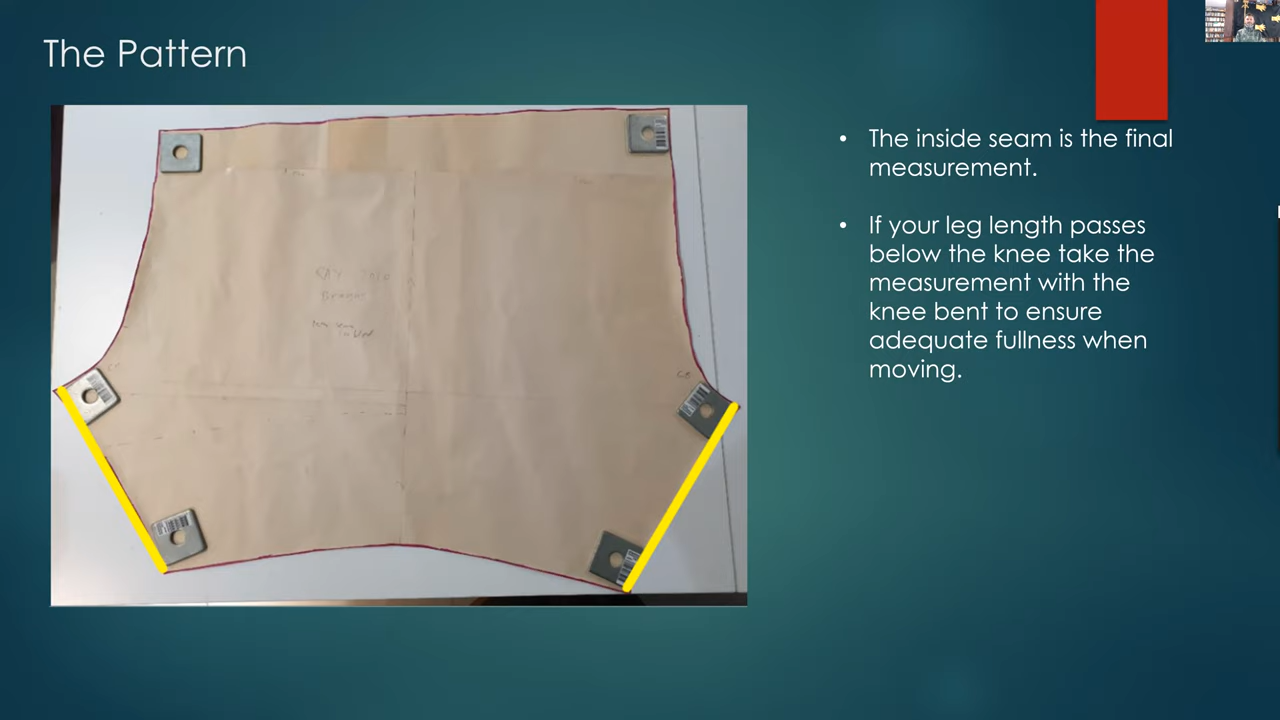 The Pattern
• The inside seam is the final
measurement.
• If your leg length passes
below the knee take the
measurement with the
knee bent to ensure
adequate fullness when
moving.